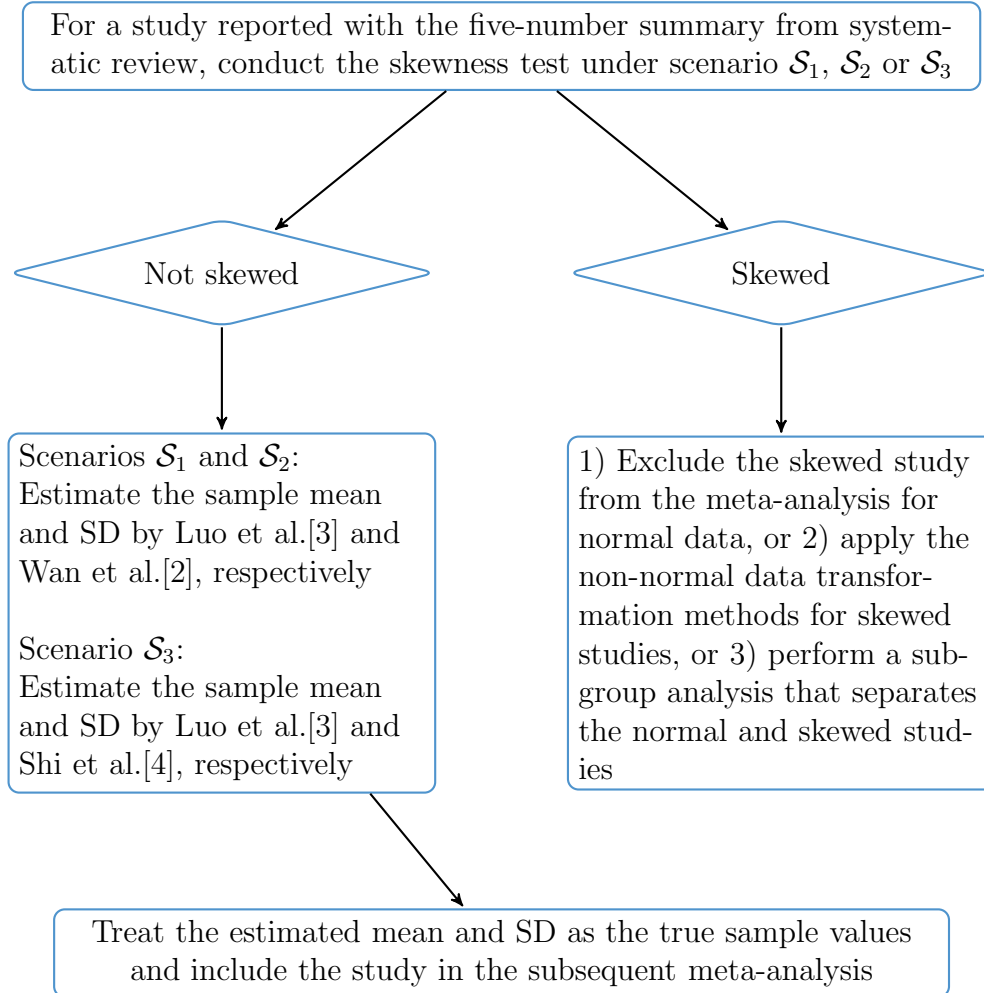 For a study reported with the five-number summary from system-
atic review, conduct the skewness test under scenario 𝒮₁, 𝒮₂ or 𝒮₃
Not skewed
Skewed
Scenarios 𝒮₁ and 𝒮₂:
Estimate the sample mean
and SD by Luo et al.[3] and
Wan et al.[2], respectively
Scenario 𝒮₃:
Estimate the sample mean
and SD by Luo et al.[3] and
Shi et al.[4], respectively
1) Exclude the skewed study
from the meta-analysis for
normal data, or 2) apply the
non-normal data transfor-
mation methods for skewed
studies, or 3) perform a sub-
group analysis that separates
the normal and skewed stud-
ies
Treat the estimated mean and SD as the true sample values
and include the study in the subsequent meta-analysis